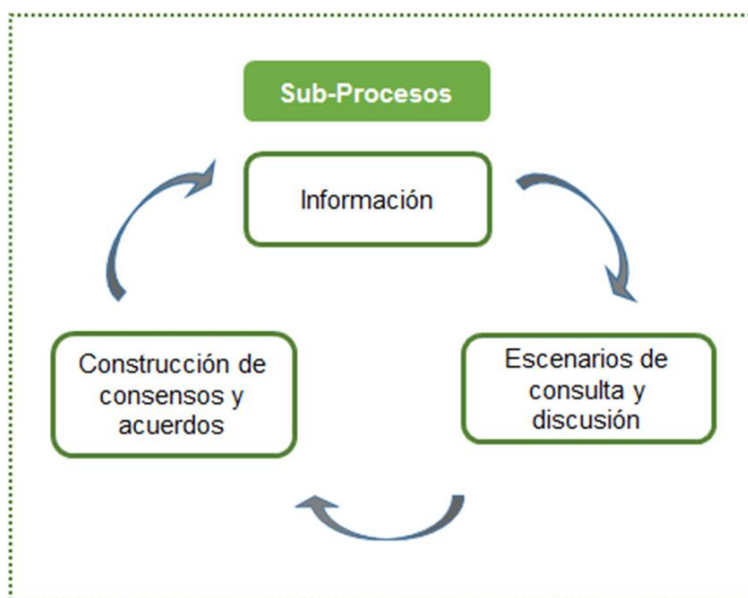 Sub-Procesos
Información
Construcción de
consensos y
acuerdos
Escenarios de
consulta y
discusión